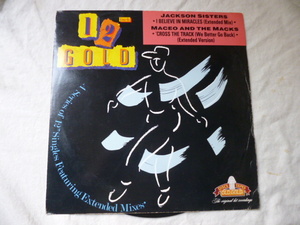 12
GOLD
JACKSON SISTERS
• I BELIEVE IN MIRACLES (Extended Mix) •
MACEO AND THE MACKS
• 'CROSS THE TRACK (We Better Go Back) •
(Extended Version)
A Series of 12" Singles Featuring Extended Mixes*
The original hit recordings